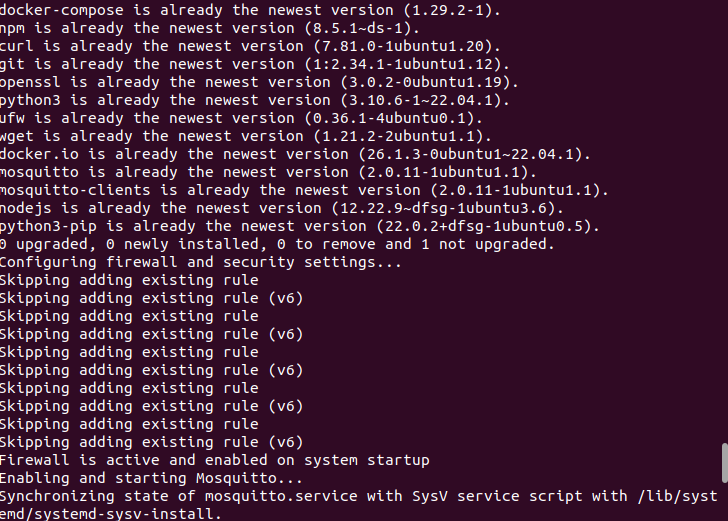 docker-compose is already the newest version (1.29.2-1).
npm is already the newest version (8.5.1~ds-1).
curl is already the newest version (7.81.0-1ubuntu1.20).
git is already the newest version (1:2.34.1-1ubuntu1.12).
openssl is already the newest version (3.0.2-0ubuntu1.19).
python3 is already the newest version (3.10.6-1~22.04.1).
ufw is already the newest version (0.36.1-4ubuntu0.1).
wget is already the newest version (1.21.2-2ubuntu1.1).
docker.io is already the newest version (26.1.3-0ubuntu1~22.04.1).
mosquitto is already the newest version (2.0.11-1ubuntu1.1).
mosquitto-clients is already the newest version (2.0.11-1ubuntu1.1).
nodejs is already the newest version (12.22.9~dfsg-1ubuntu3.6).
python3-pip is already the newest version (22.0.2+dfsg-1ubuntu0.5).
0 upgraded, 0 newly installed, 0 to remove and 1 not upgraded.
Configuring firewall and security settings...
Skipping adding existing rule
Skipping adding existing rule (v6)
Skipping adding existing rule
Skipping adding existing rule (v6)
Skipping adding existing rule
Skipping adding existing rule (v6)
Skipping adding existing rule
Skipping adding existing rule (v6)
Skipping adding existing rule
Skipping adding existing rule (v6)
Firewall is active and enabled on system startup
Enabling and starting Mosquitto...
Synchronizing state of mosquitto.service with SysV service script with /lib/syst
emd/systemd-sysv-install.